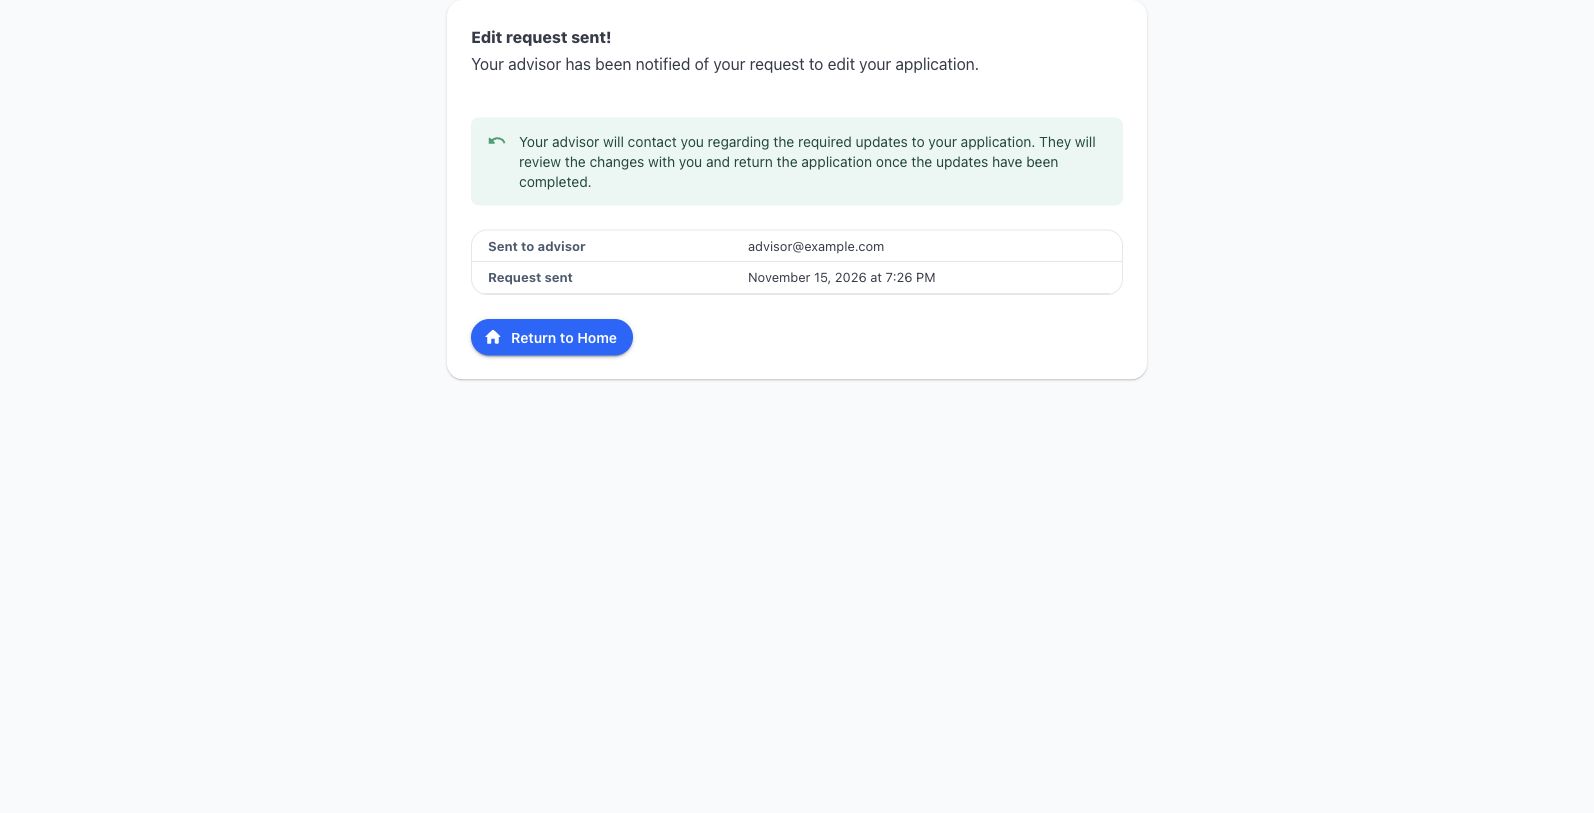 Edit request sent!
Your advisor has been notified of your request to edit your application.
Your advisor will contact you regarding the required updates to your application. They will
review the changes with you and return the application once the updates have been
completed.
Sent to advisor advisor@example.com
Request sent November 15, 2026 at 7:26 PM
Return to Home